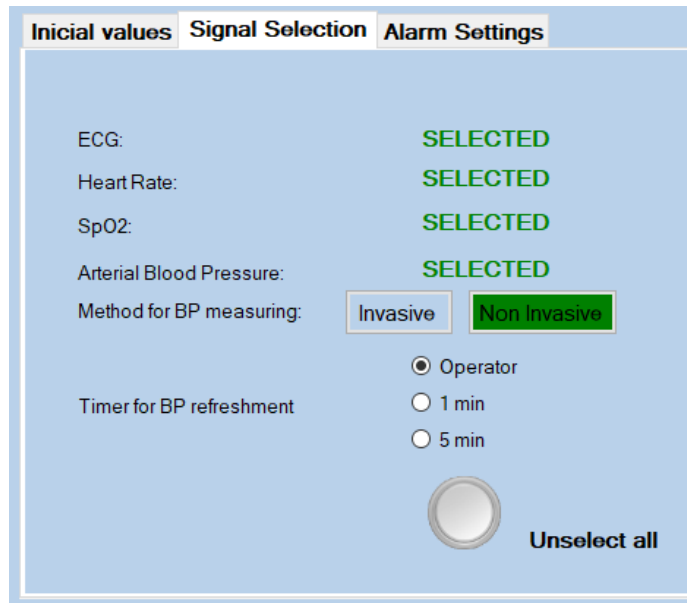 Inicial values Signal Selection Alarm Settings
ECG: SELECTED
Heart Rate: SELECTED
SpO2: SELECTED
Arterial Blood Pressure: SELECTED
Method for BP measuring: Invasive Non Invasive
Operator
Timer for BP refreshment 1 min
5 min
Unselect all